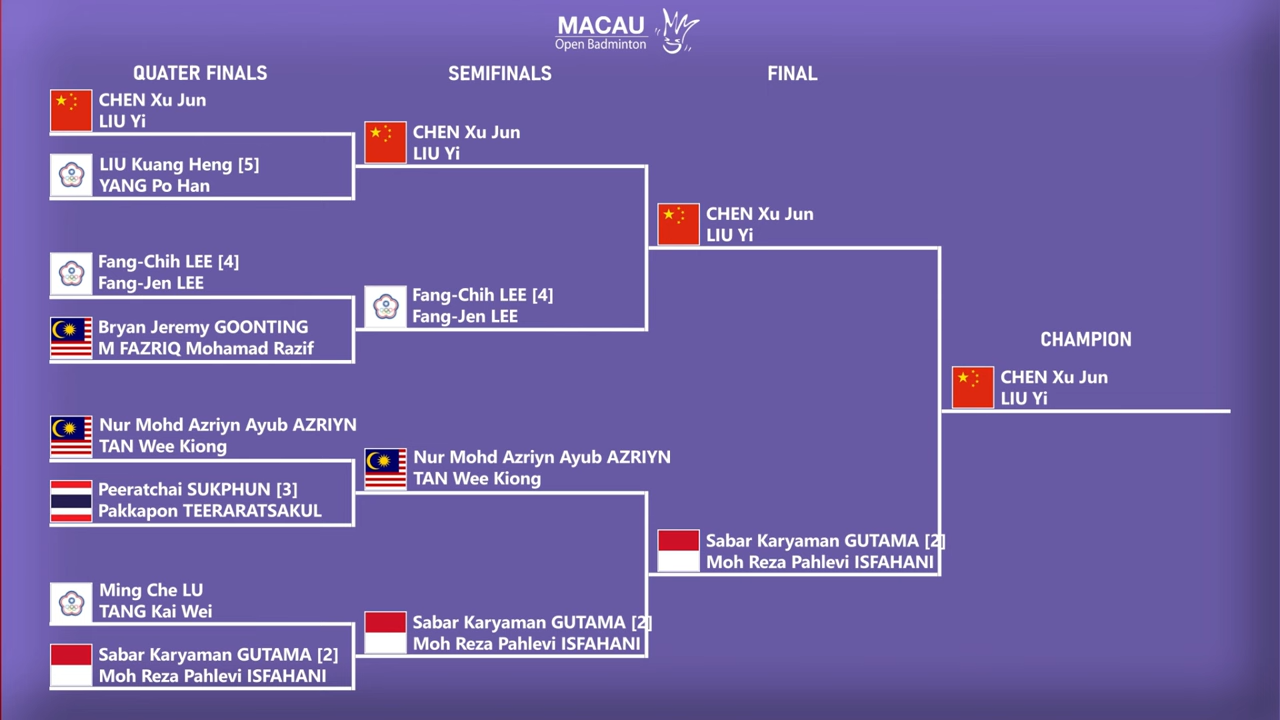 MACAU
Open Badminton
QUATER FINALS
SEMIFINALS
FINAL
CHEN Xu Jun
LIU Yi
LIU Kuang Heng [5]
YANG Po Han
Fang-Chih LEE [4]
Fang-Jen LEE
Bryan Jeremy GOONTING
M FAZRIQ Mohamad Razif
Nur Mohd Azriyn Ayub AZRIYN
TAN Wee Kiong
Peeratchai SUKPHUN [3]
Pakkapon TEERARATSAKUL
Ming Che LU
TANG Kai Wei
Sabar Karyaman GUTAMA [2]
Moh Reza Pahlevi ISFAHANI
CHEN Xu Jun
LIU Yi
Fang-Chih LEE [4]
Fang-Jen LEE
Nur Mohd Azriyn Ayub AZRIYN
TAN Wee Kiong
Sabar Karyaman GUTAMA [2]
Moh Reza Pahlevi ISFAHANI
CHEN Xu Jun
LIU Yi
Sabar Karyaman GUTAMA [2]
Moh Reza Pahlevi ISFAHANI
CHAMPION
CHEN Xu Jun
LIU Yi